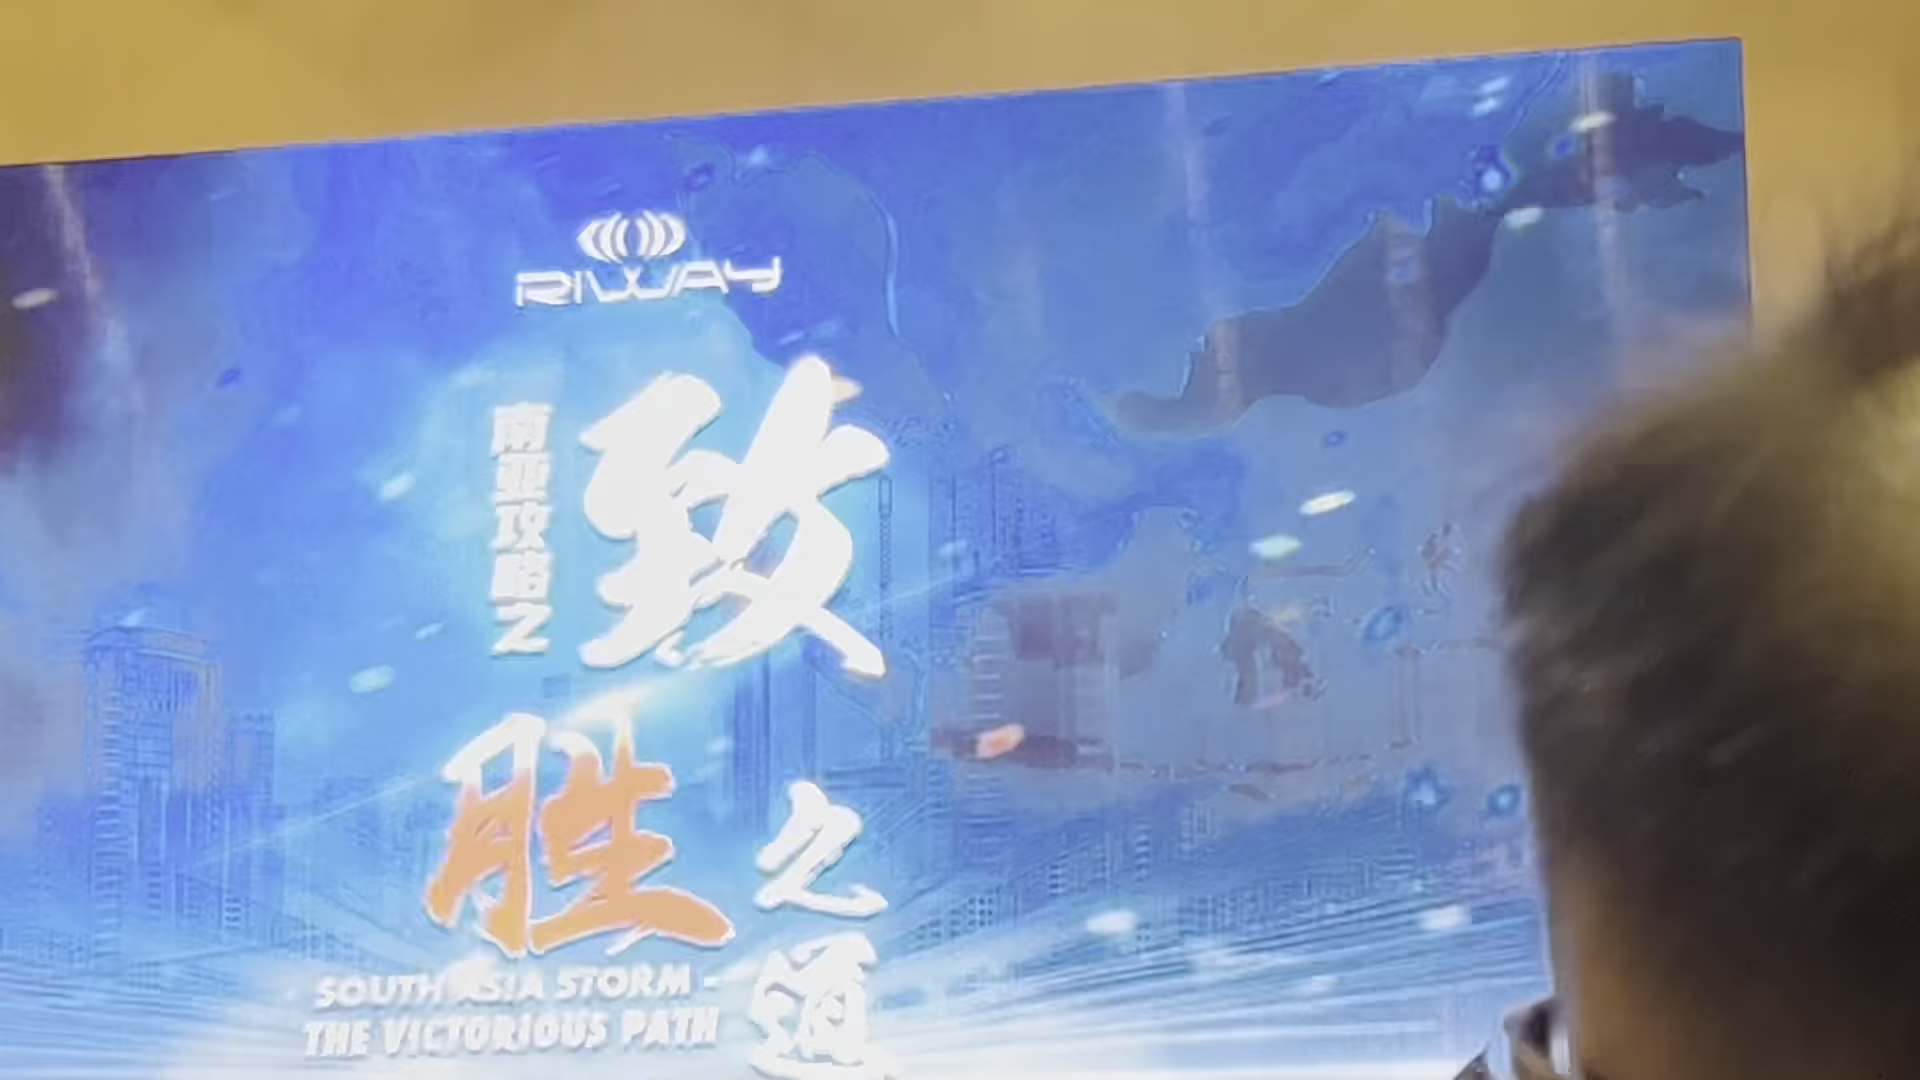 RIWAY
南亚攻略之
致
胜
之
道
SOUTH ASIA STORM -
THE VICTORIOUS PATH